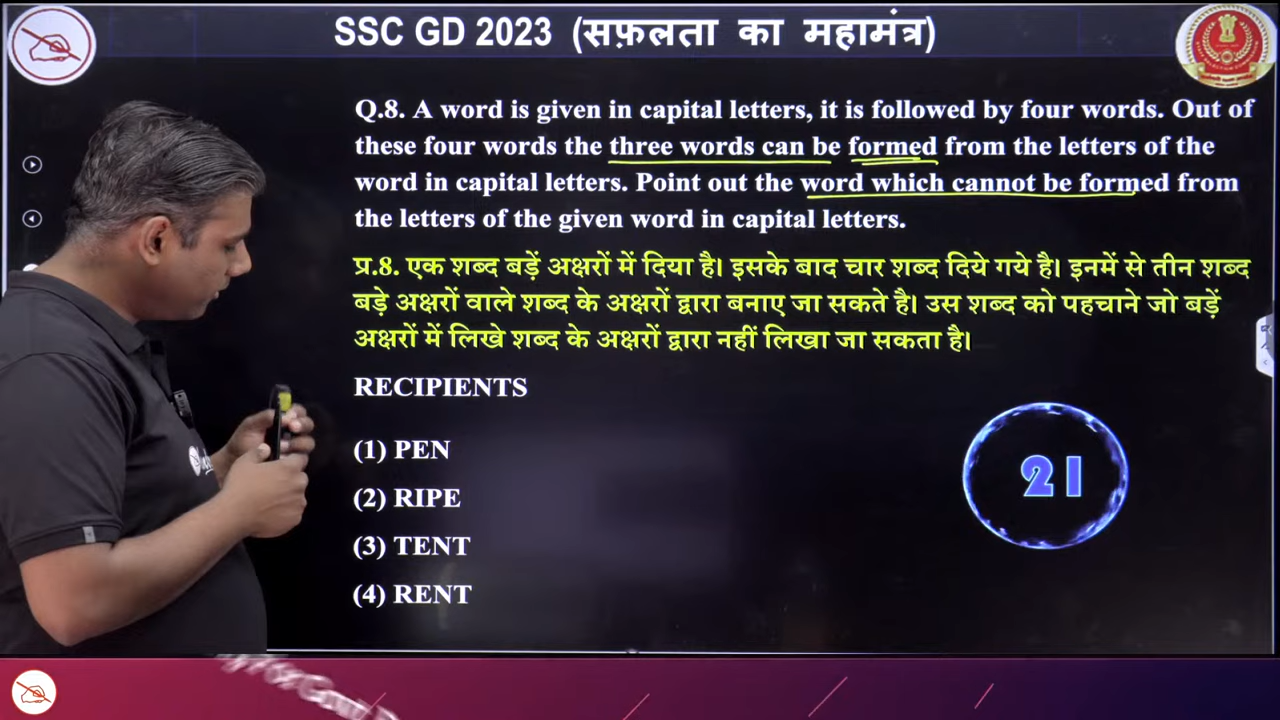 SSC GD 2023 (सफ़लता का महामंत्र)
Q.8. A word is given in capital letters, it is followed by four words. Out of
these four words the three words can be formed from the letters of the
word in capital letters. Point out the word which cannot be formed from
the letters of the given word in capital letters.
प्र.8. एक शब्द बड़ें अक्षरों में दिया है। इसके बाद चार शब्द दिये गये है। इनमें से तीन शब्द
बड़े अक्षरों वाले शब्द के अक्षरों द्वारा बनाए जा सकते है। उस शब्द को पहचाने जो बड़ें
अक्षरों में लिखे शब्द के अक्षरों द्वारा नहीं लिखा जा सकता है।
RECIPIENTS
(1) PEN
(2) RIPE
(3) TENT
(4) RENT
21